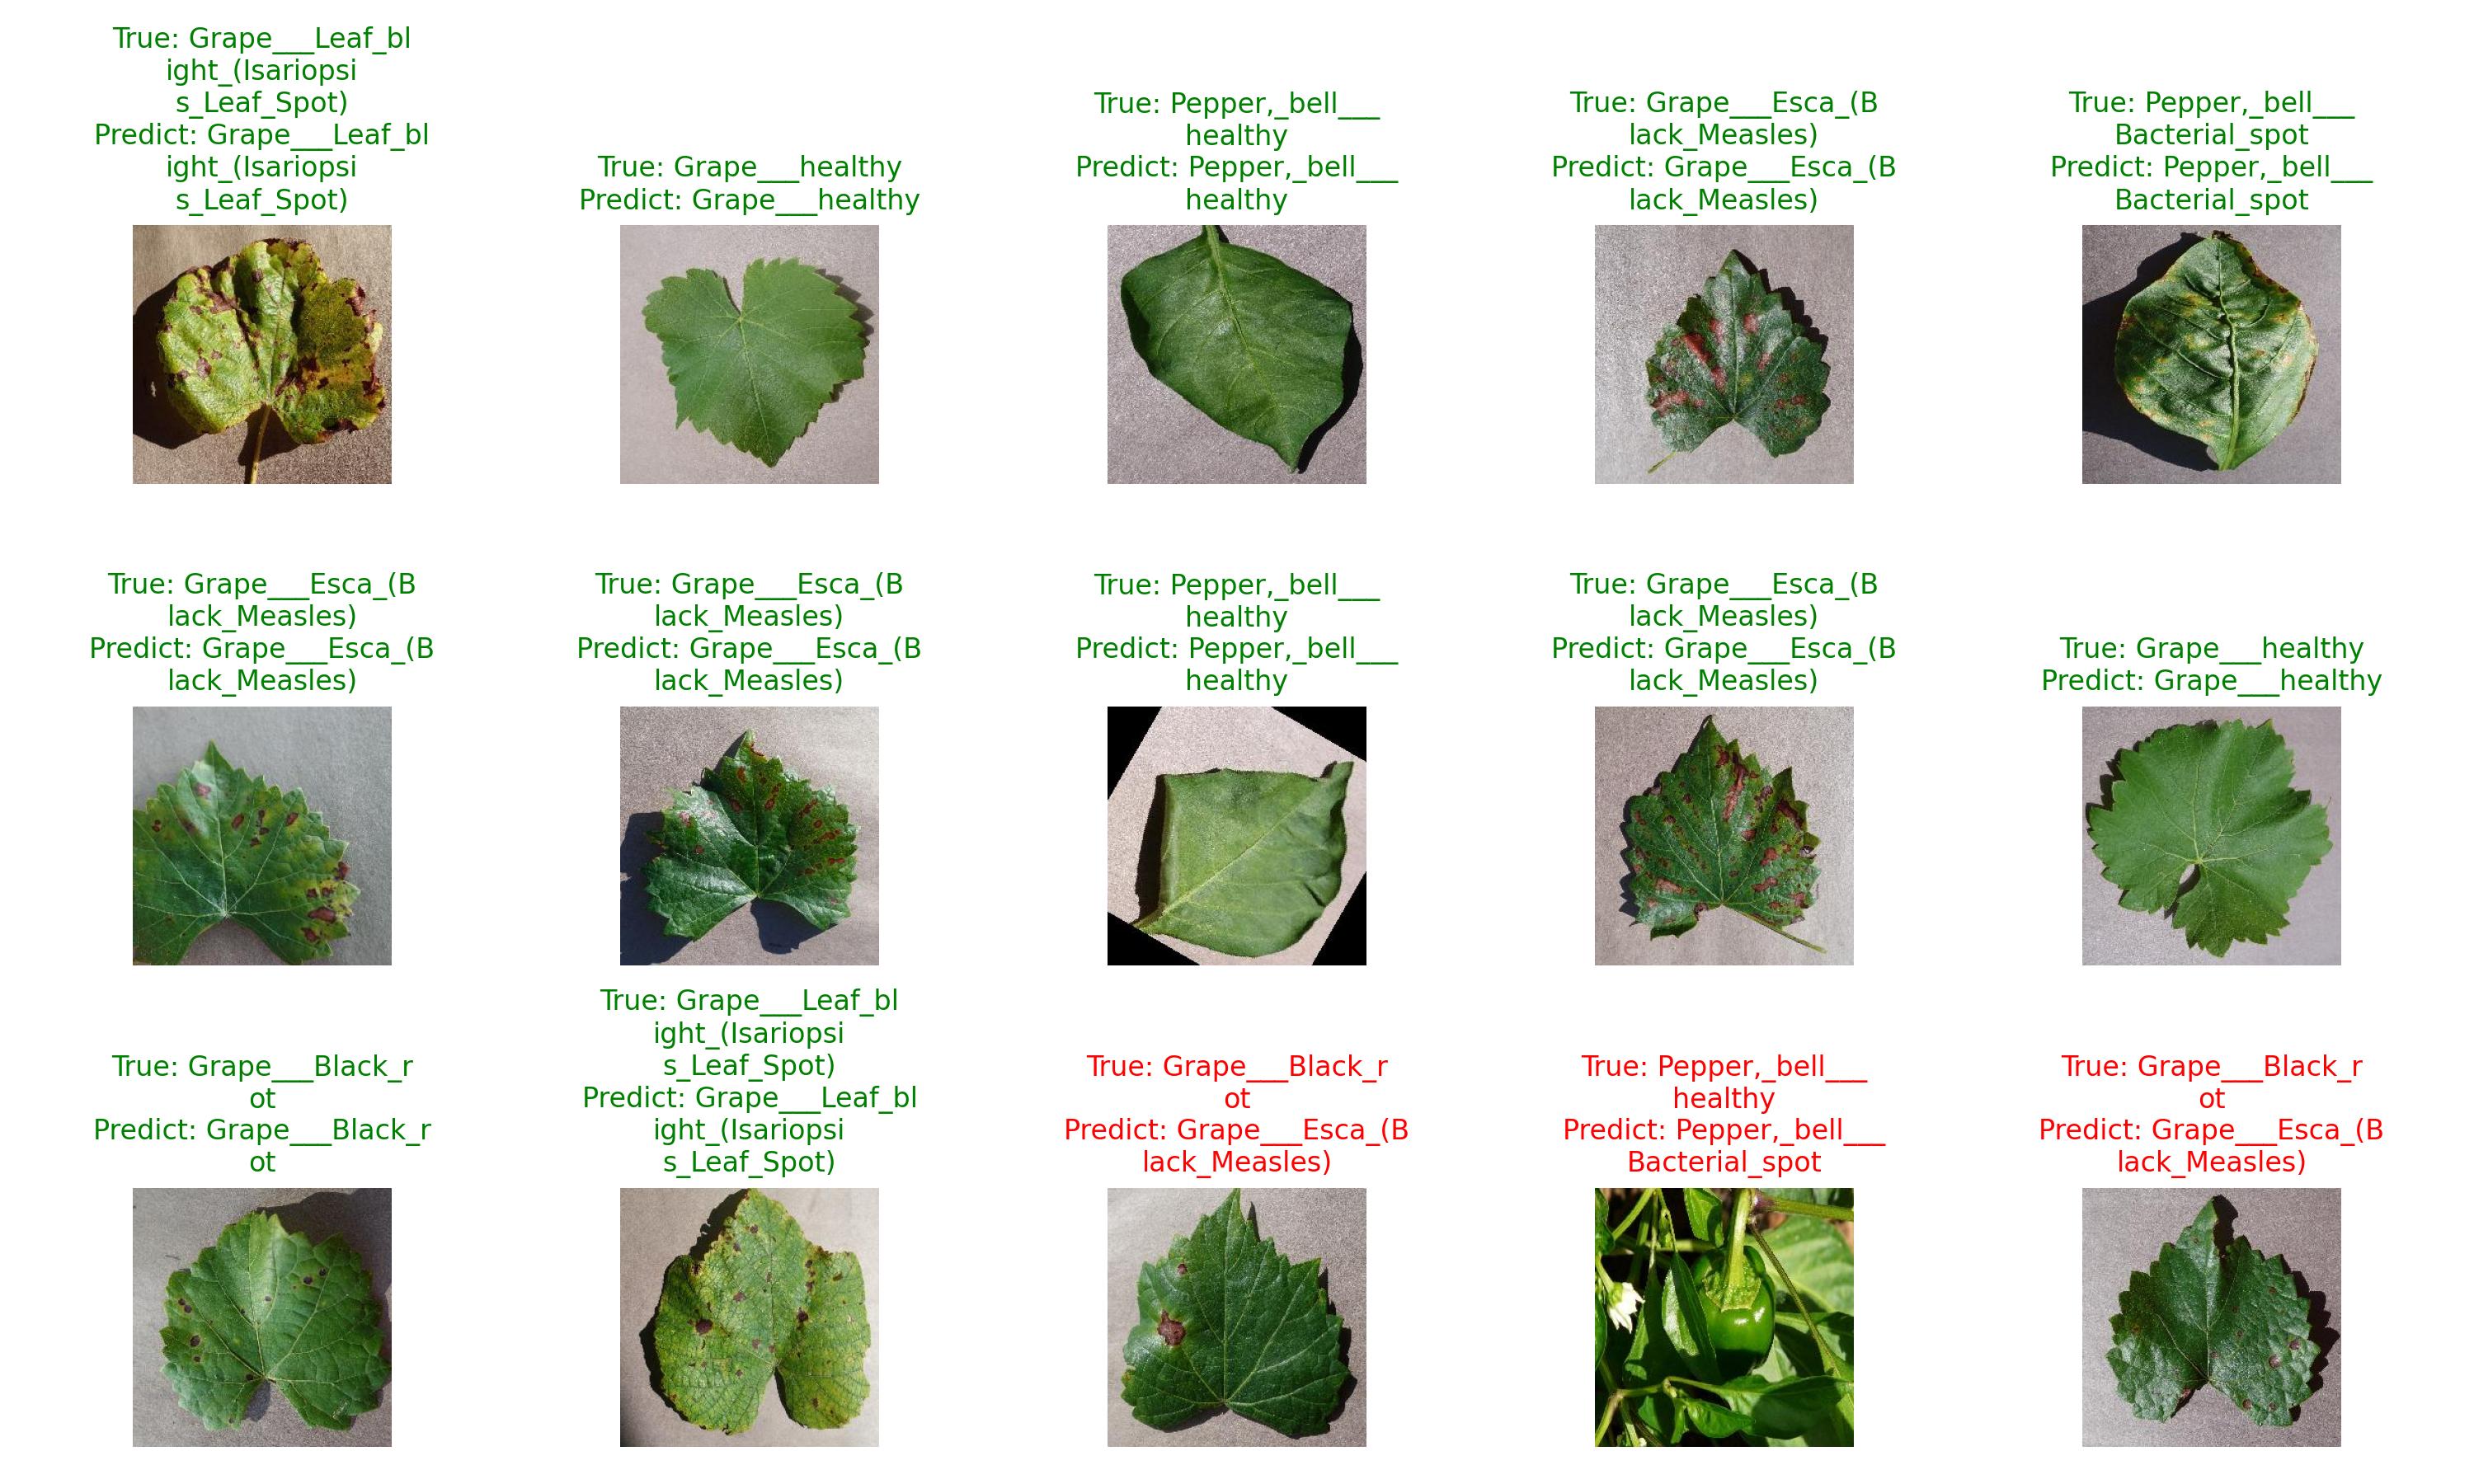 True: Grape___Leaf_bl
ight_(Isariopsi
s_Leaf_Spot)
Predict: Grape___Leaf_bl
ight_(Isariopsi
s_Leaf_Spot)
True: Grape___healthy
Predict: Grape___healthy
True: Pepper,_bell___
healthy
Predict: Pepper,_bell___
healthy
True: Grape___Esca_(B
lack_Measles)
Predict: Grape___Esca_(B
lack_Measles)
True: Pepper,_bell___
Bacterial_spot
Predict: Pepper,_bell___
Bacterial_spot
True: Grape___Esca_(B
lack_Measles)
Predict: Grape___Esca_(B
lack_Measles)
True: Grape___Esca_(B
lack_Measles)
Predict: Grape___Esca_(B
lack_Measles)
True: Pepper,_bell___
healthy
Predict: Pepper,_bell___
healthy
True: Grape___Esca_(B
lack_Measles)
Predict: Grape___Esca_(B
lack_Measles)
True: Grape___healthy
Predict: Grape___healthy
True: Grape___Black_r
ot
Predict: Grape___Black_r
ot
True: Grape___Leaf_bl
ight_(Isariopsi
s_Leaf_Spot)
Predict: Grape___Leaf_bl
ight_(Isariopsi
s_Leaf_Spot)
True: Grape___Black_r
ot
Predict: Grape___Esca_(B
lack_Measles)
True: Pepper,_bell___
healthy
Predict: Pepper,_bell___
Bacterial_spot
True: Grape___Black_r
ot
Predict: Grape___Esca_(B
lack_Measles)